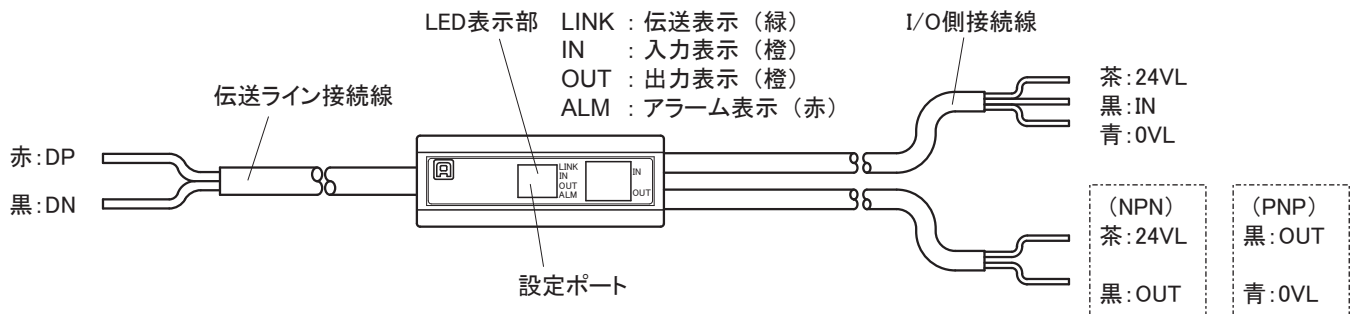 LED表示部 LINK : 伝送表示 (緑)
IN : 入力表示 (橙)
OUT : 出力表示 (橙)
ALM : アラーム表示 (赤)
I/O側接続線
伝送ライン接続線
茶:24VL
黒:IN
青:0VL
赤:DP
黒:DN
LINK
IN
OUT
ALM
IN
OUT
設定ポート
(NPN)
茶:24VL
黒:OUT
(PNP)
黒:OUT
青:0VL